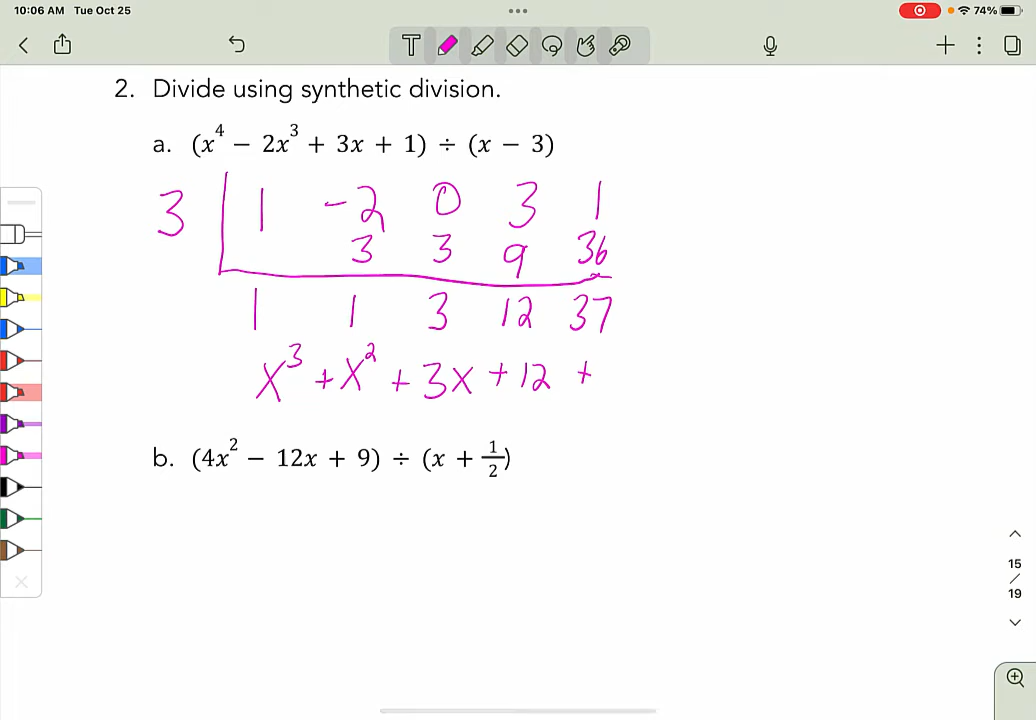 10:06 AM Tue Oct 25
74%
T
2. Divide using synthetic division.
a. (x⁴ − 2x³ + 3x + 1) ÷ (x − 3)
3 1 -2 0 3 1
3 3 9 36
1 1 3 12 37
x³ + x² + 3x + 12 +
b. (4x² − 12x + 9) ÷ (x + 1/2)
15
/
19